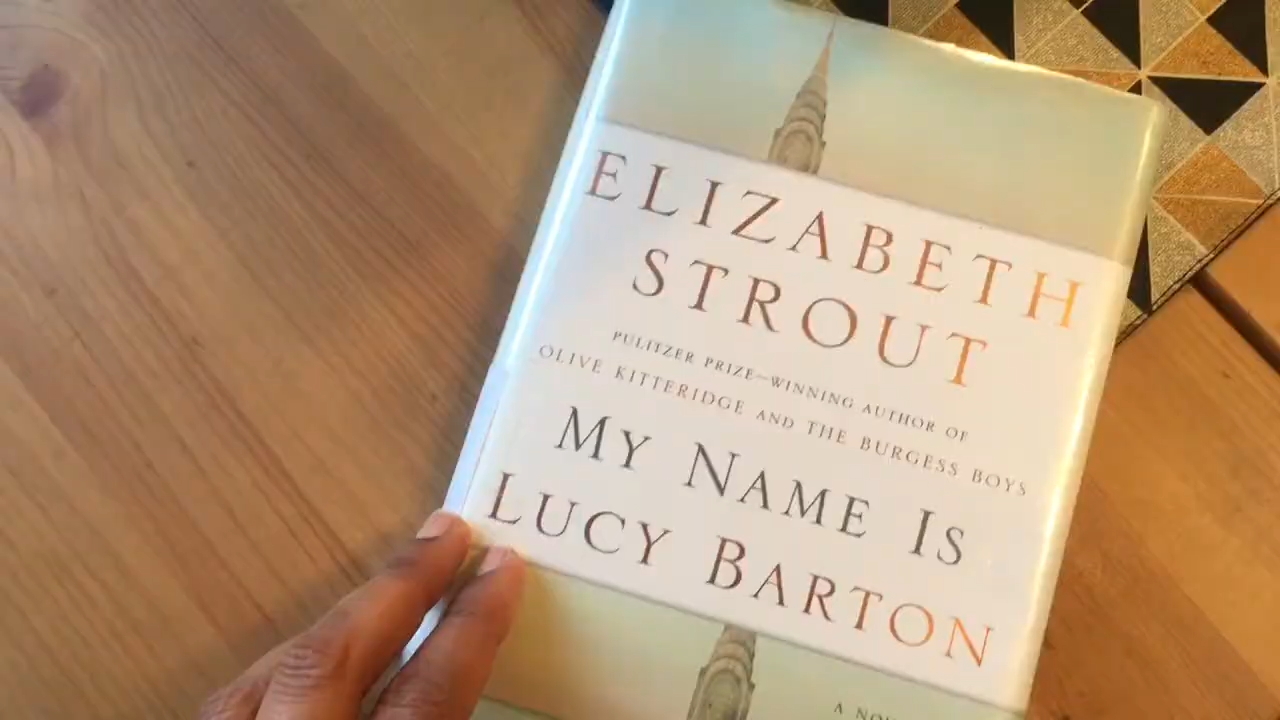 ELIZABETH
STROUT
PULITZER PRIZE–WINNING AUTHOR OF
OLIVE KITTERIDGE AND THE BURGESS BOYS
MY NAME IS
LUCY BARTON
A